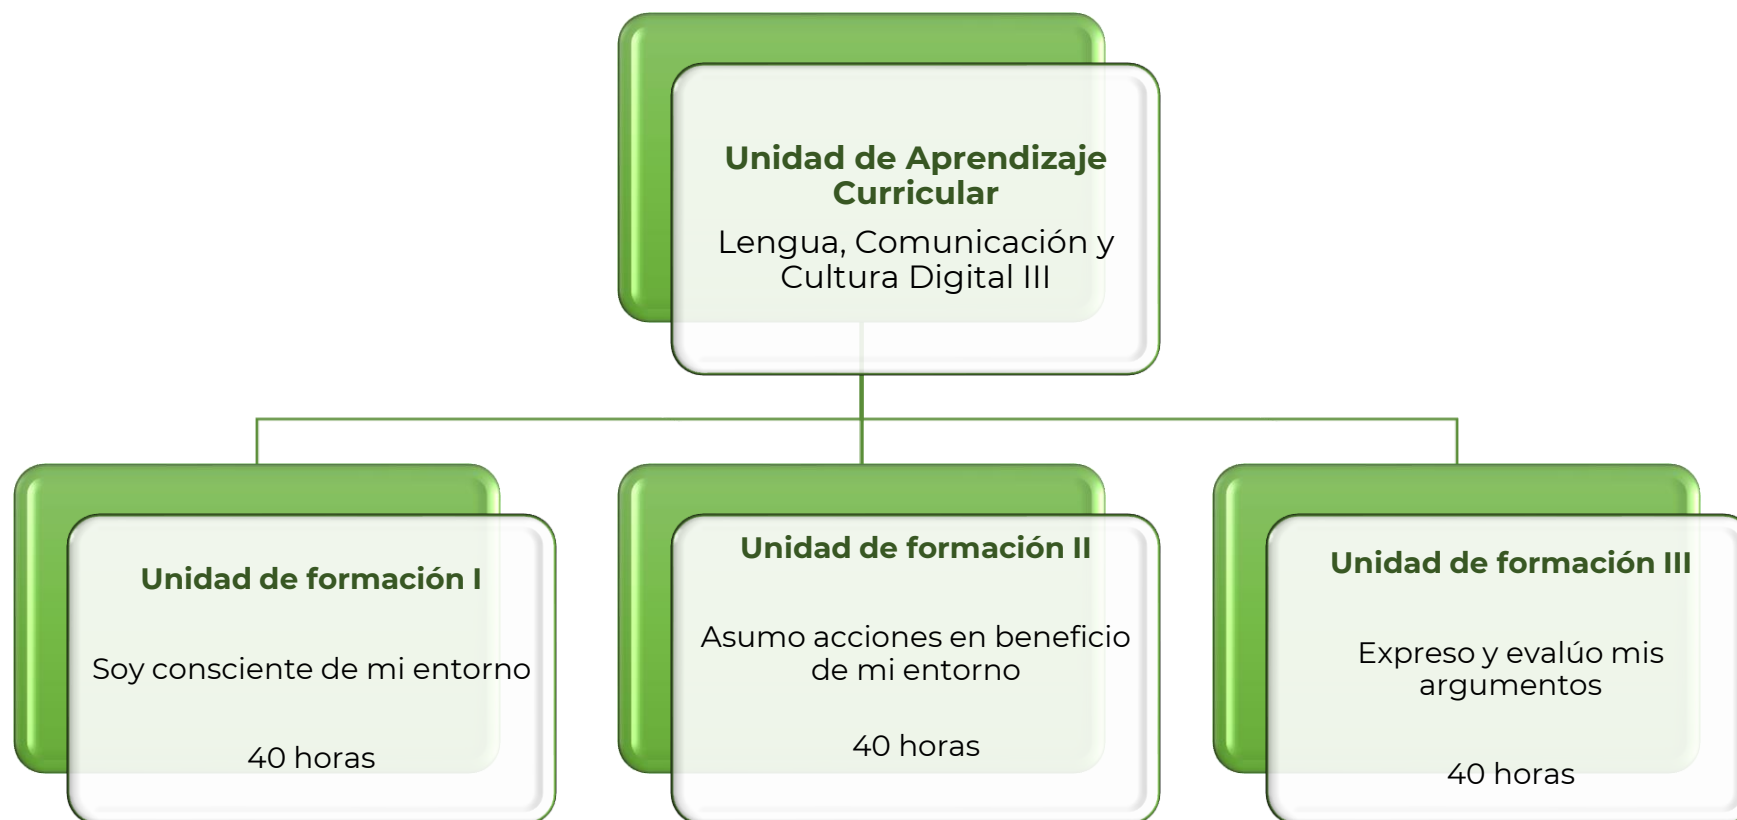 Unidad de Aprendizaje
Curricular
Lengua, Comunicación y
Cultura Digital III
Unidad de formación I
Soy consciente de mi entorno
40 horas
Unidad de formación II
Asumo acciones en beneficio
de mi entorno
40 horas
Unidad de formación III
Expreso y evalúo mis
argumentos
40 horas